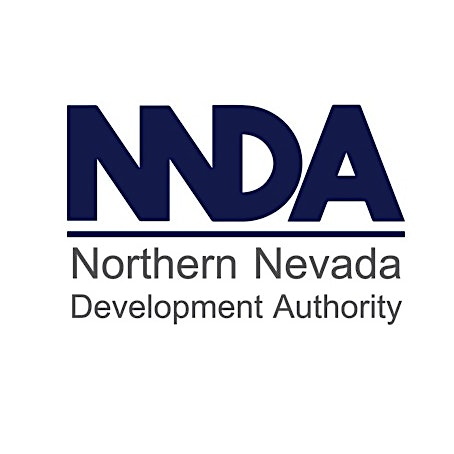 NNDA
Northern Nevada
Development Authority